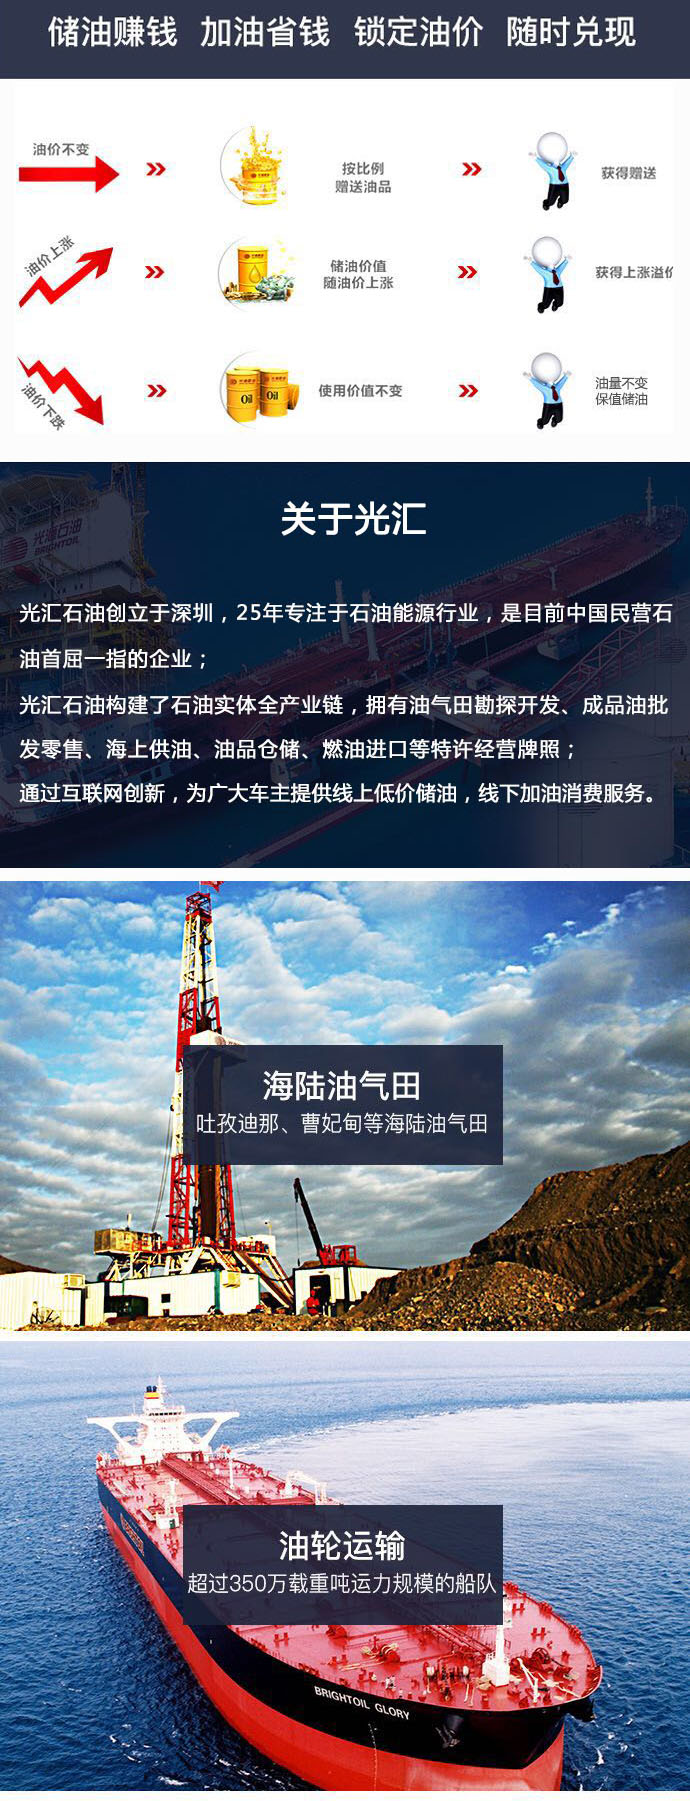 储油赚钱 加油省钱 锁定油价 随时兑现
油价不变
按比例
赠送油品
获得赠送
油价上涨
储油价值
随油价上涨
获得上涨溢价
油价下跌
Oil
Oil
使用价值不变
油量不变
保值储油
光汇石油
BRIGHTOIL
关于光汇
光汇石油创立于深圳，25年专注于石油能源行业，是目前中国民营石
油首屈一指的企业；
光汇石油构建了石油实体全产业链，拥有油气田勘探开发、成品油批
发零售、海上供油、油品仓储、燃油进口等特许经营牌照；
通过互联网创新，为广大车主提供线上低价储油，线下加油消费服务。
海陆油气田
吐孜迪那、曹妃甸等海陆油气田
油轮运输
超过350万载重吨运力规模的船队
BRIGHTOIL GLORY